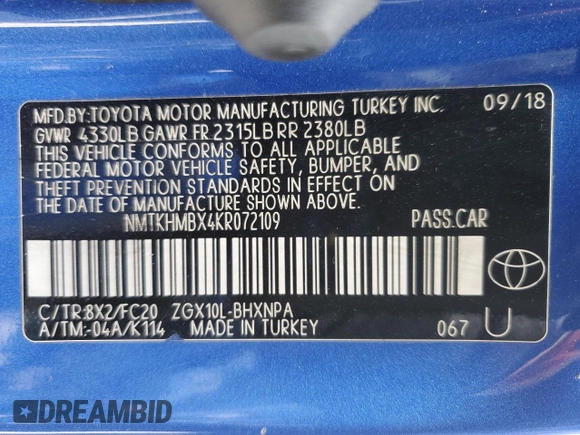 MFD.BY:TOYOTA MOTOR MANUFACTURING TURKEY INC. 09/18
GVWR 4330LB GAWR FR 2315LB RR 2380LB
THIS VEHICLE CONFORMS TO ALL APPLICABLE
FEDERAL MOTOR VEHICLE SAFETY, BUMPER, AND
THEFT PREVENTION STANDARDS IN EFFECT ON
THE DATE OF MANUFACTURE SHOWN ABOVE.
NMTKHMBX4KR072109 PASS.CAR
C/TR:8X2/FC20 ZGX10L-BHXNPA
A/TM:-04A/K114 MADE IN TURKEY 067 U
DREAMBID